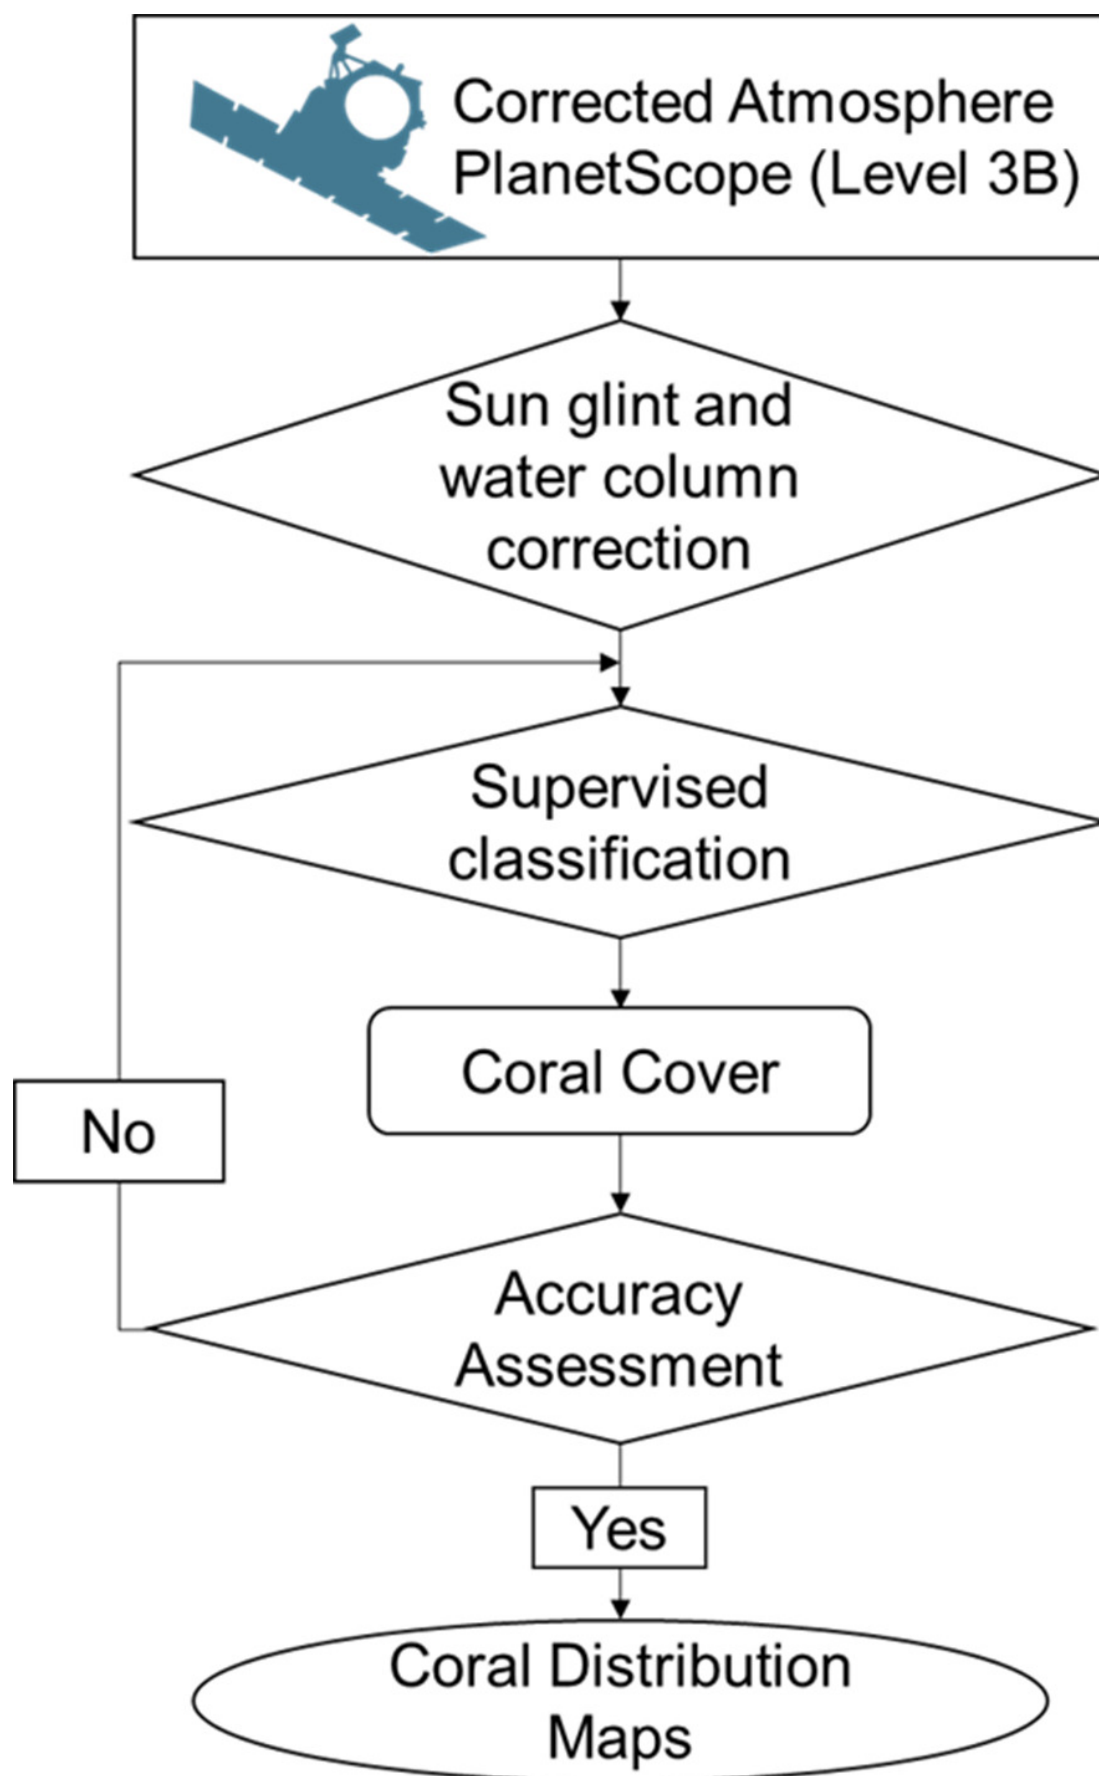 Corrected Atmosphere
PlanetScope (Level 3B)
Sun glint and
water column
correction
Supervised
classification
Coral Cover
No
Accuracy
Assessment
Yes
Coral Distribution
Maps